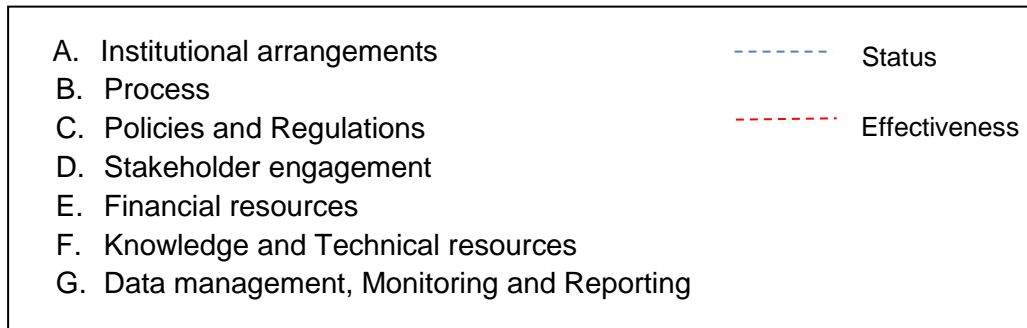 A. Institutional arrangements
B. Process
C. Policies and Regulations
D. Stakeholder engagement
E. Financial resources
F. Knowledge and Technical resources
G. Data management, Monitoring and Reporting
Status
Effectiveness